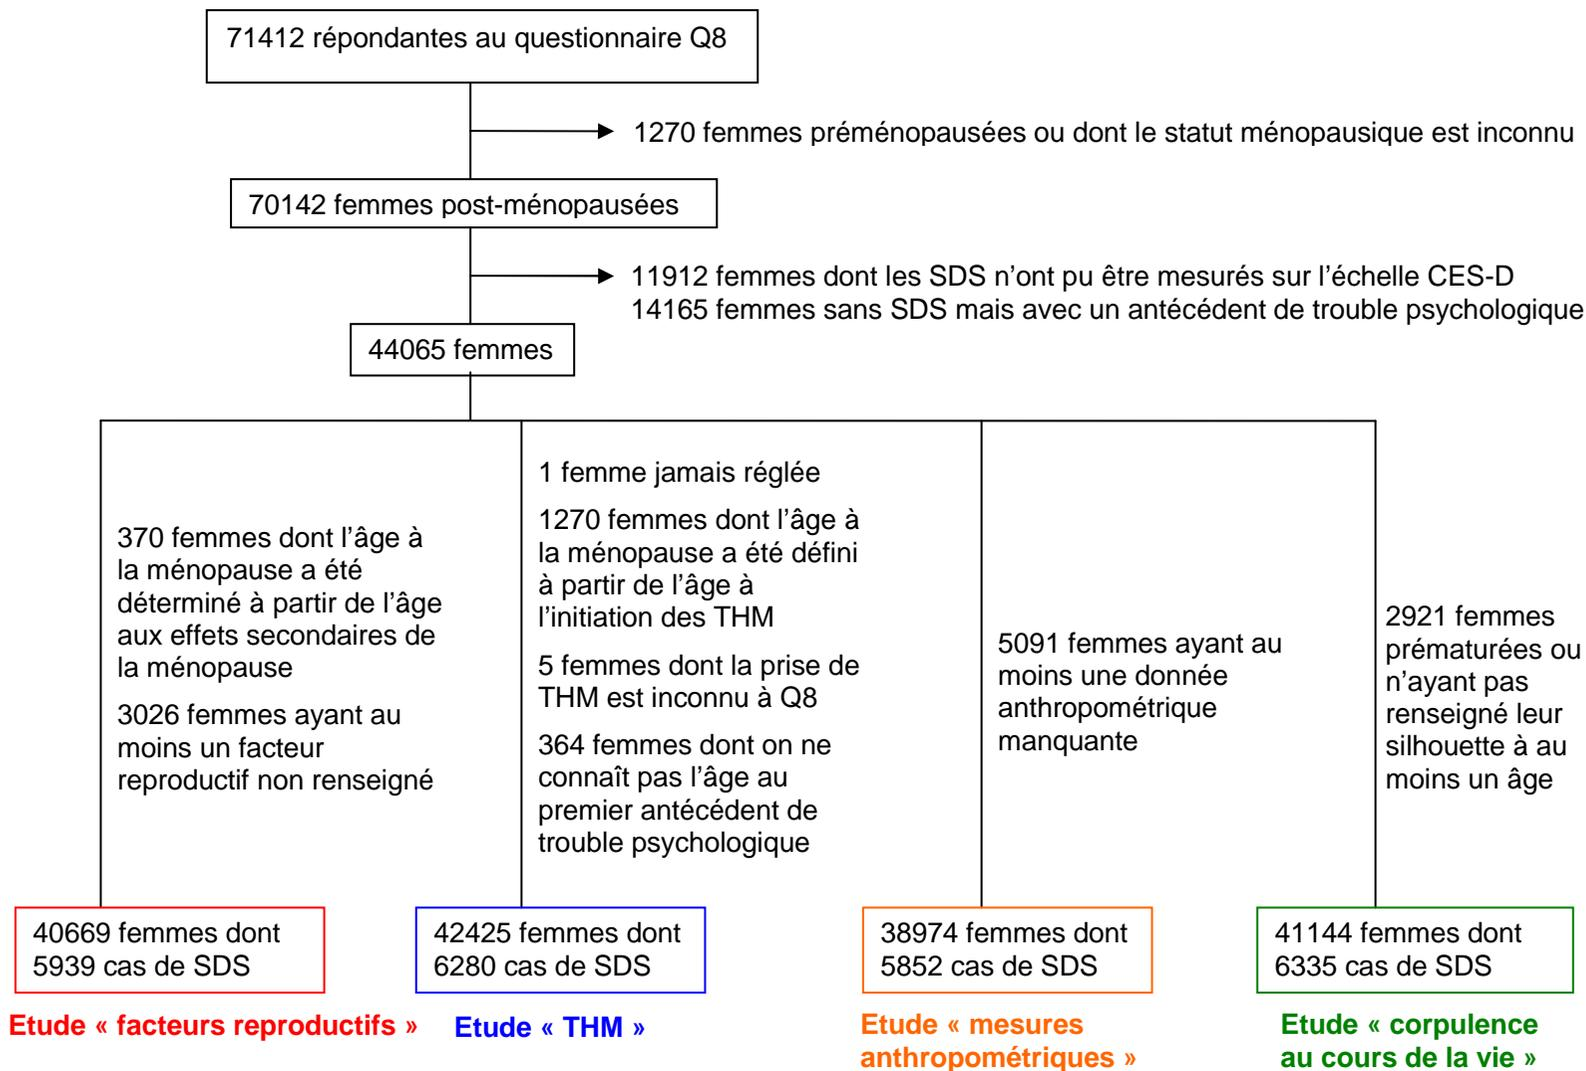 71412 répondantes au questionnaire Q8
1270 femmes préménopausées ou dont le statut ménopausique est inconnu
70142 femmes post-ménopausées
11912 femmes dont les SDS n'ont pu être mesurés sur l'échelle CES-D
14165 femmes sans SDS mais avec un antécédent de trouble psychologique
44065 femmes
370 femmes dont l'âge à
la ménopause a été
déterminé à partir de l'âge
aux effets secondaires de
la ménopause
3026 femmes ayant au
moins un facteur
reproductif non renseigné
1 femme jamais réglée
1270 femmes dont l'âge à
la ménopause a été défini
à partir de l'âge à
l'initiation des THM
5 femmes dont la prise de
THM est inconnu à Q8
364 femmes dont on ne
connaît pas l'âge au
premier antécédent de
trouble psychologique
5091 femmes ayant au
moins une donnée
anthropométrique
manquante
2921 femmes
prématurées ou
n'ayant pas
renseigné leur
silhouette à au
moins un âge
40669 femmes dont
5939 cas de SDS
Etude « facteurs reproductifs »
42425 femmes dont
6280 cas de SDS
Etude « THM »
38974 femmes dont
5852 cas de SDS
Etude « mesures
anthropométriques »
41144 femmes dont
6335 cas de SDS
Etude « corpulence
au cours de la vie »